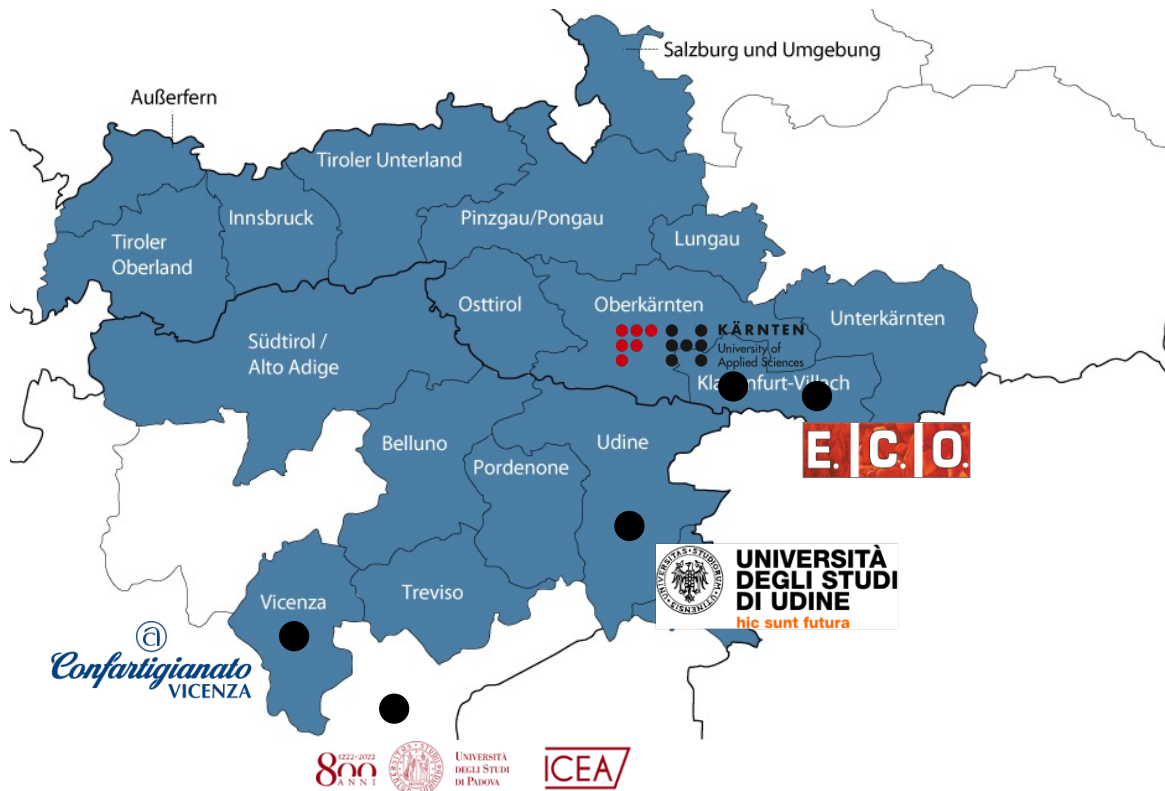 Salzburg und Umgebung
Außerfern
Tiroler Unterland
Innsbruck
Pinzgau/Pongau
Tiroler
Oberland
Lungau
Osttirol
Oberkärnten
Unterkärnten
KÄRNTEN
University of
Applied Sciences
Südtirol /
Alto Adige
Belluno
Udine
Pordenone
E. C. O.
UNIVERSITÀ
DEGLI STUDI
DI UDINE
hic sunt futura
Treviso
Vicenza
@
Confartigianato
VICENZA
1222-2022
800
ANNI
UNIVERSITÀ
DEGLI STUDI
DI PADOVA
ICEA